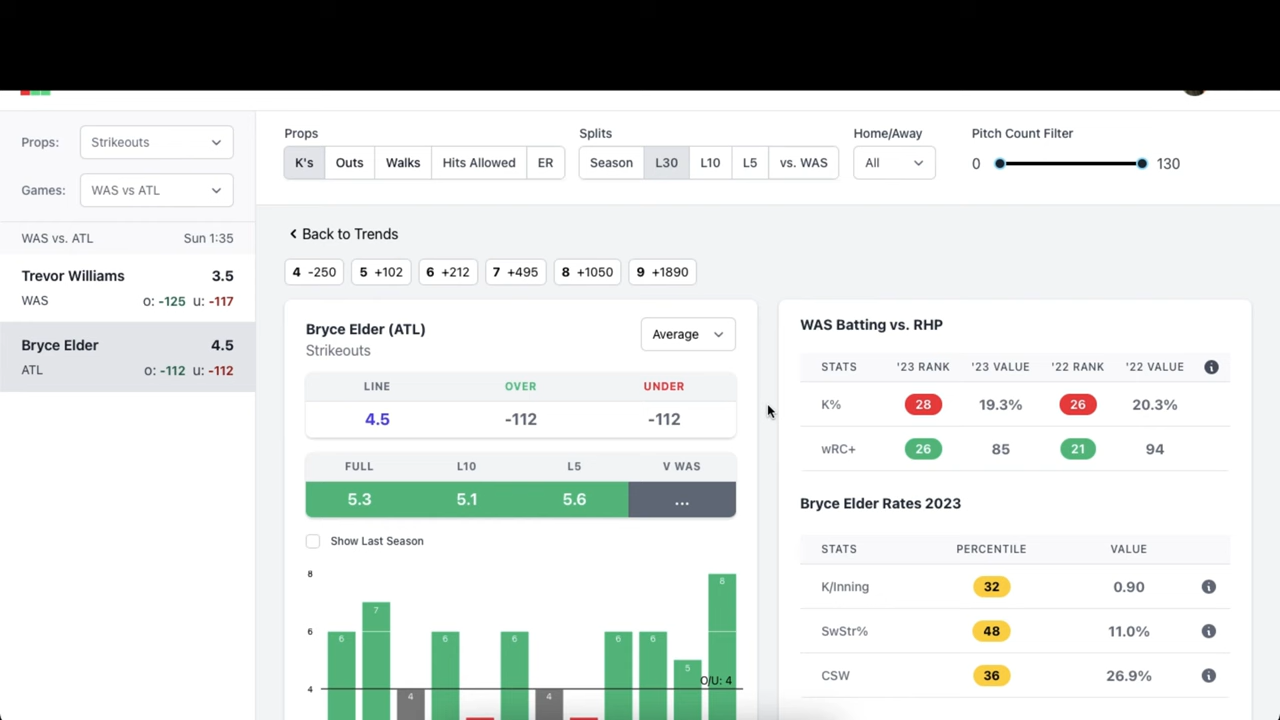 Props:
Strikeouts
Games:
WAS vs ATL
WAS vs. ATL Sun 1:35
Trevor Williams 3.5
WAS o: -125 u: -117
Bryce Elder 4.5
ATL o: -112 u: -112
Props
K's Outs Walks Hits Allowed ER
Splits
Season L30 L10 L5 vs. WAS
Home/Away
All
Pitch Count Filter
0 130
Back to Trends
4 -250 5 +102 6 +212 7 +495 8 +1050 9 +1890
Bryce Elder (ATL)
Strikeouts
Average
LINE OVER UNDER
4.5 -112 -112
FULL L10 L5 V WAS
5.3 5.1 5.6 ...
Show Last Season
8
6
4
6 7 4 6 6 4 6 6 5 8
O/U: 4
WAS Batting vs. RHP
STATS '23 RANK '23 VALUE '22 RANK '22 VALUE
K% 28 19.3% 26 20.3%
wRC+ 26 85 21 94
Bryce Elder Rates 2023
STATS PERCENTILE VALUE
K/Inning 32 0.90
SwStr% 48 11.0%
CSW 36 26.9%